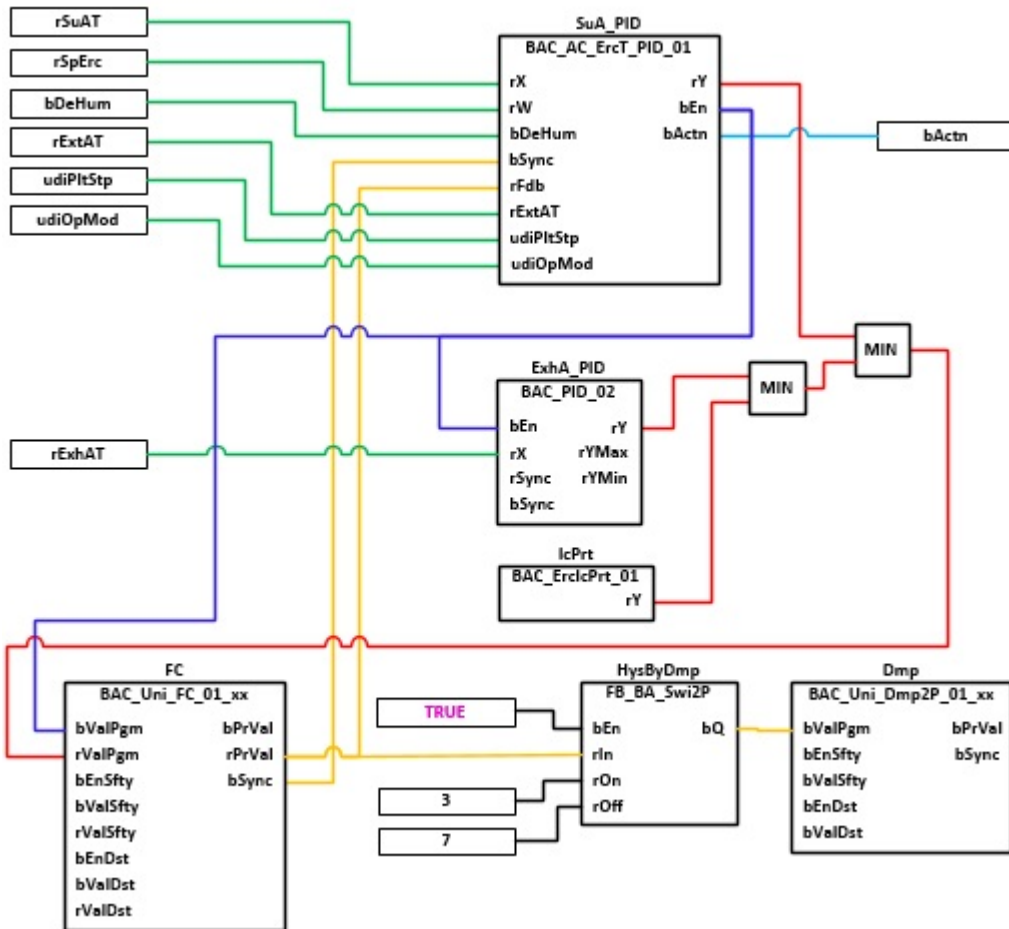 rSuAT
rSpErc
bDeHum
rExtAT
udiPltStp
udiOpMod
SuA_PID
BAC_AC_ErcT_PID_01
rX
rY
rW
bEn
bDeHum
bActn
bSync
rFdb
rExtAT
udiPltStp
udiOpMod
bActn
MIN
MIN
ExhA_PID
BAC_PID_02
bEn
rY
rX
rYMax
rSync
rYMin
bSync
rExhAT
IcPrt
BAC_ErcIcPrt_01
rY
FC
BAC_Uni_FC_01_xx
bValPgm
bPrVal
rValPgm
rPrVal
bEnSfty
bSync
bValSfty
rValSfty
bEnDst
bValDst
rValDst
TRUE
3
7
HysByDmp
FB_BA_Swi2P
bEn
bQ
rIn
rOn
rOff
Dmp
BAC_Uni_Dmp2P_01_xx
bValPgm
bPrVal
bEnSfty
bSync
bValSfty
bEnDst
bValDst